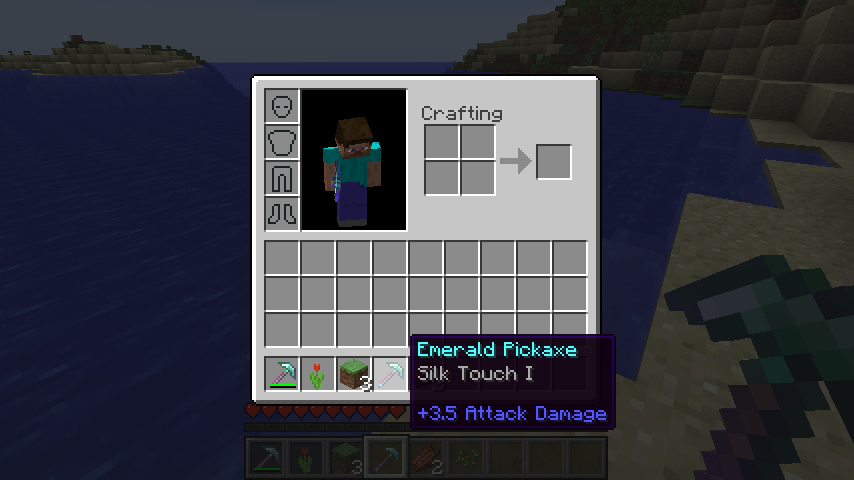 Crafting
3
Emerald Pickaxe
Silk Touch I
+3.5 Attack Damage
3
2